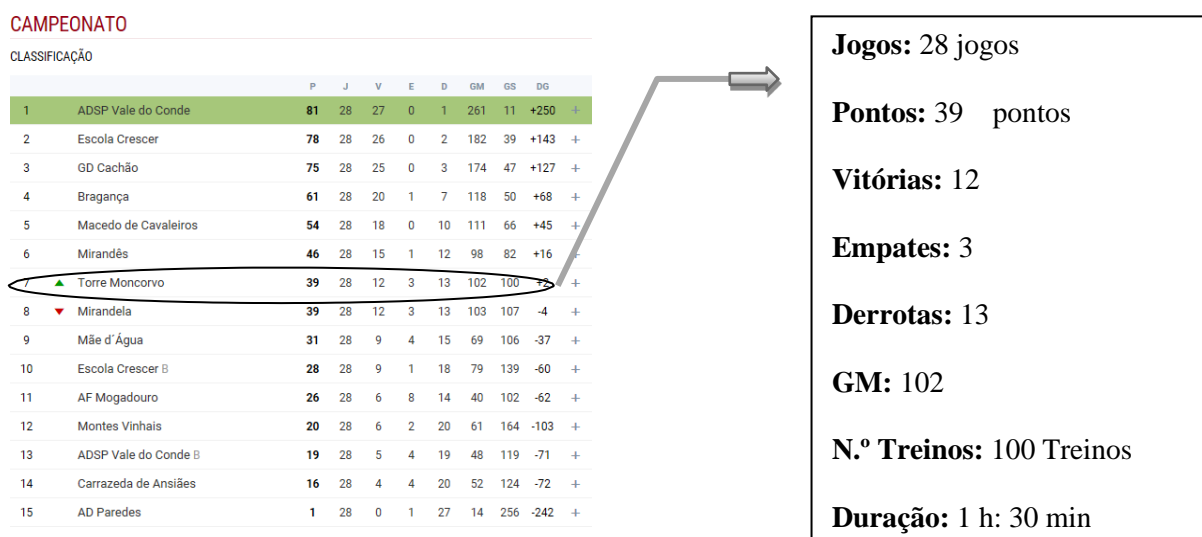 CAMPEONATO
CLASSIFICAÇÃO
P J V E D GM GS DG
1 ADSP Vale do Conde 81 28 27 0 1 261 11 +250 +
2 Escola Crescer 78 28 26 0 2 182 39 +143 +
3 GD Cachão 75 28 25 0 3 174 47 +127 +
4 Bragança 61 28 20 1 7 118 50 +68 +
5 Macedo de Cavaleiros 54 28 18 0 10 111 66 +45 +
6 Mirandês 46 28 15 1 12 98 82 +16 +
7 Torre Moncorvo 39 28 12 3 13 102 100 +2 +
8 Mirandela 39 28 12 3 13 103 107 -4 +
9 Mãe d´Água 31 28 9 4 15 69 106 -37 +
10 Escola Crescer B 28 28 9 1 18 79 139 -60 +
11 AF Mogadouro 26 28 6 8 14 40 102 -62 +
12 Montes Vinhais 20 28 6 2 20 61 164 -103 +
13 ADSP Vale do Conde B 19 28 5 4 19 48 119 -71 +
14 Carrazeda de Ansiães 16 28 4 4 20 52 124 -72 +
15 AD Paredes 1 28 0 1 27 14 256 -242 +
Jogos: 28 jogos
Pontos: 39 pontos
Vitórias: 12
Empates: 3
Derrotas: 13
GM: 102
N.º Treinos: 100 Treinos
Duração: 1 h: 30 min